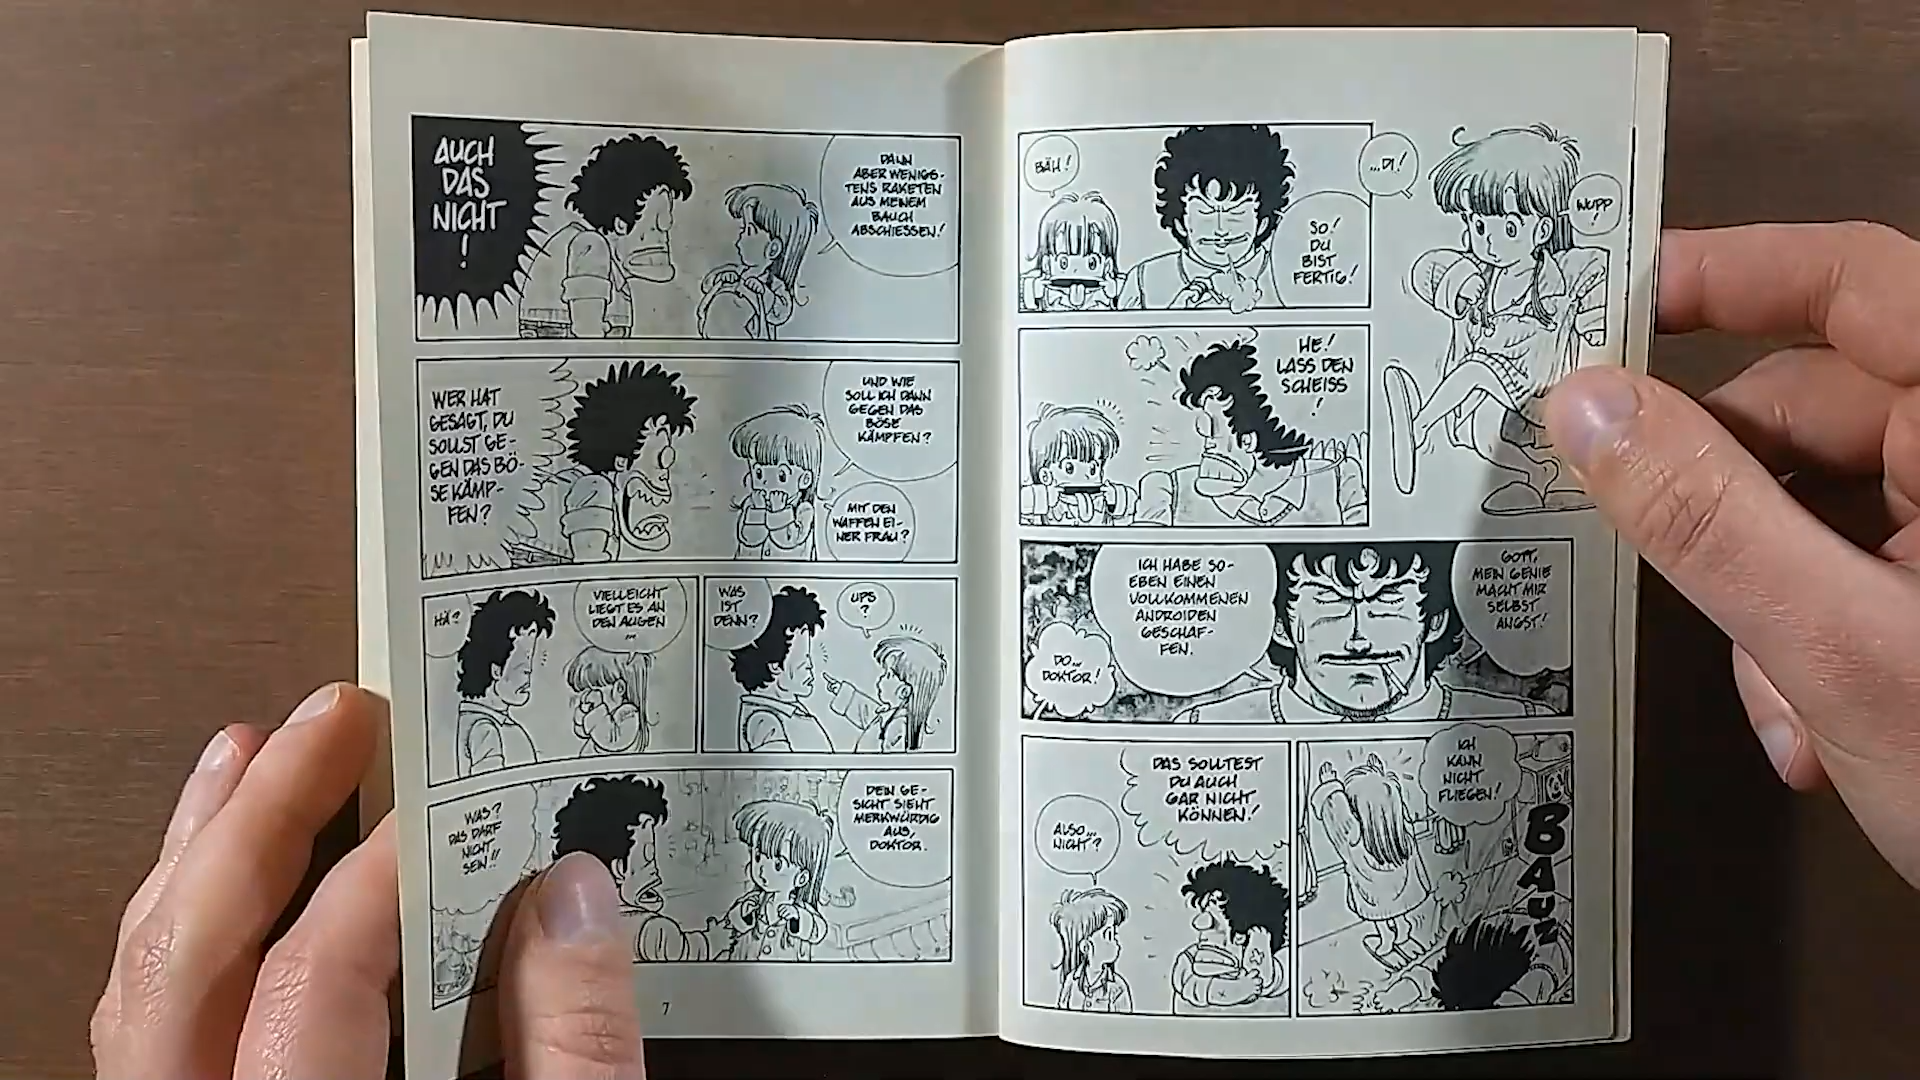 WUPP
!
...DI!
SO!
DU
BIST
FERTIG!
BÄH!
HE!
LASS DEN
SCHEISS
!
GOTT,
MEIN GENIE
MACHT MIR
SELBST
ANGST!
ICH HABE SO-
EBEN EINEN
VOLLKOMMENEN
ANDROIDEN
GESCHAF-
FEN.
DO...
DOKTOR!
ICH
KANN
NICHT
FLIEGEN!
BAUZ
DAS SOLLTEST
DU AUCH
GAR NICHT
KÖNNEN!
ALSO...
NICHT?
DANN
ABER WENIGS-
TENS RAKETEN
AUS MEINEM
BAUCH
ABSCHIESSEN!
AUCH
DAS
NICHT
!
UND WIE
SOLL ICH DANN
GEGEN DAS
BÖSE
KÄMPFEN?
MIT DEN
WAFFEN EI-
NER FRAU?
WER HAT
GESAGT, DU
SOLLST GE-
GEN DAS BÖ-
SE KÄMP-
FEN?
UPS
?
WAS
IST
DENN?
VIELLEICHT
LIEGT ES AN
DEN AUGEN
...
HÄ?
DEIN GE-
SICHT SIEHT
MERKWÜRDIG
AUS,
DOKTOR.
WAS?
DAS DARF
NICHT
SEIN!!
7